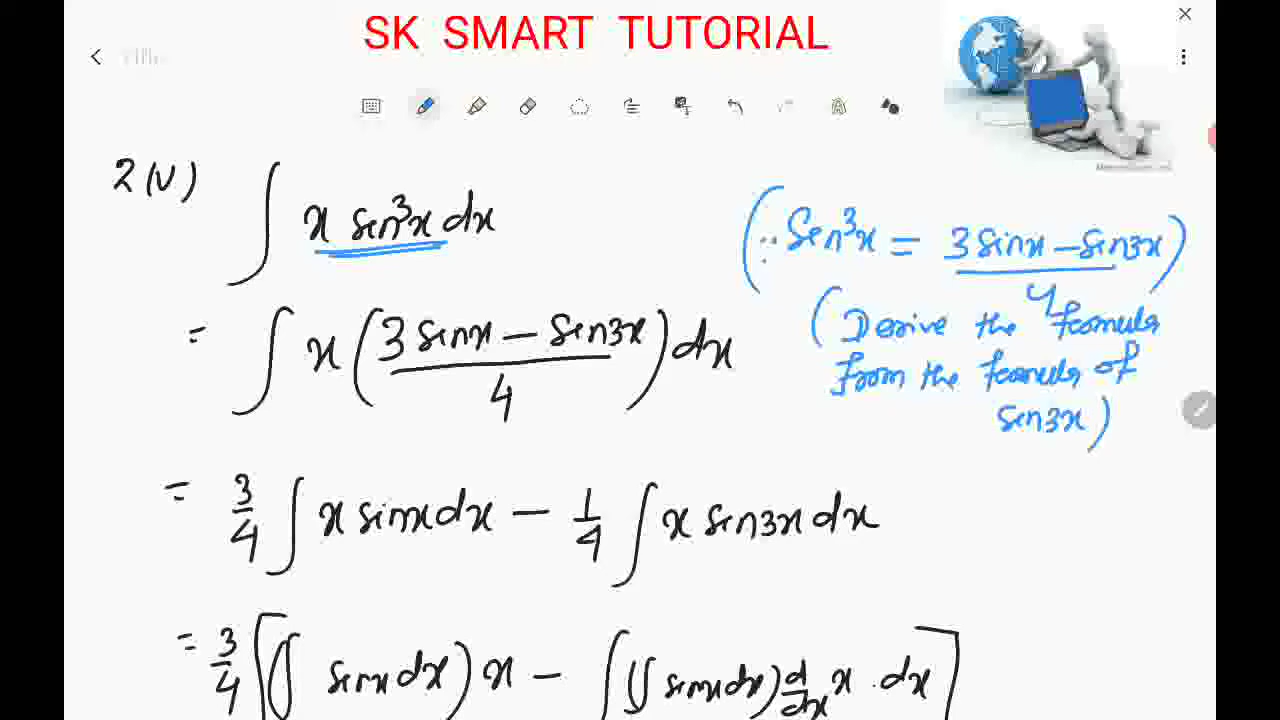 SK SMART TUTORIAL
2(v) ∫ x sin³x dx
(∵ sin³x = (3 sinx − sin3x)/4)
(Derive the formula
from the formula of
sin3x)
= ∫ x ((3 sinx − sin3x)/4) dx
= 3/4 ∫ x sinx dx − 1/4 ∫ x sin3x dx
= 3/4 [(∫ sinx dx) x − ∫ (∫ sinx dx) d/dx x . dx]